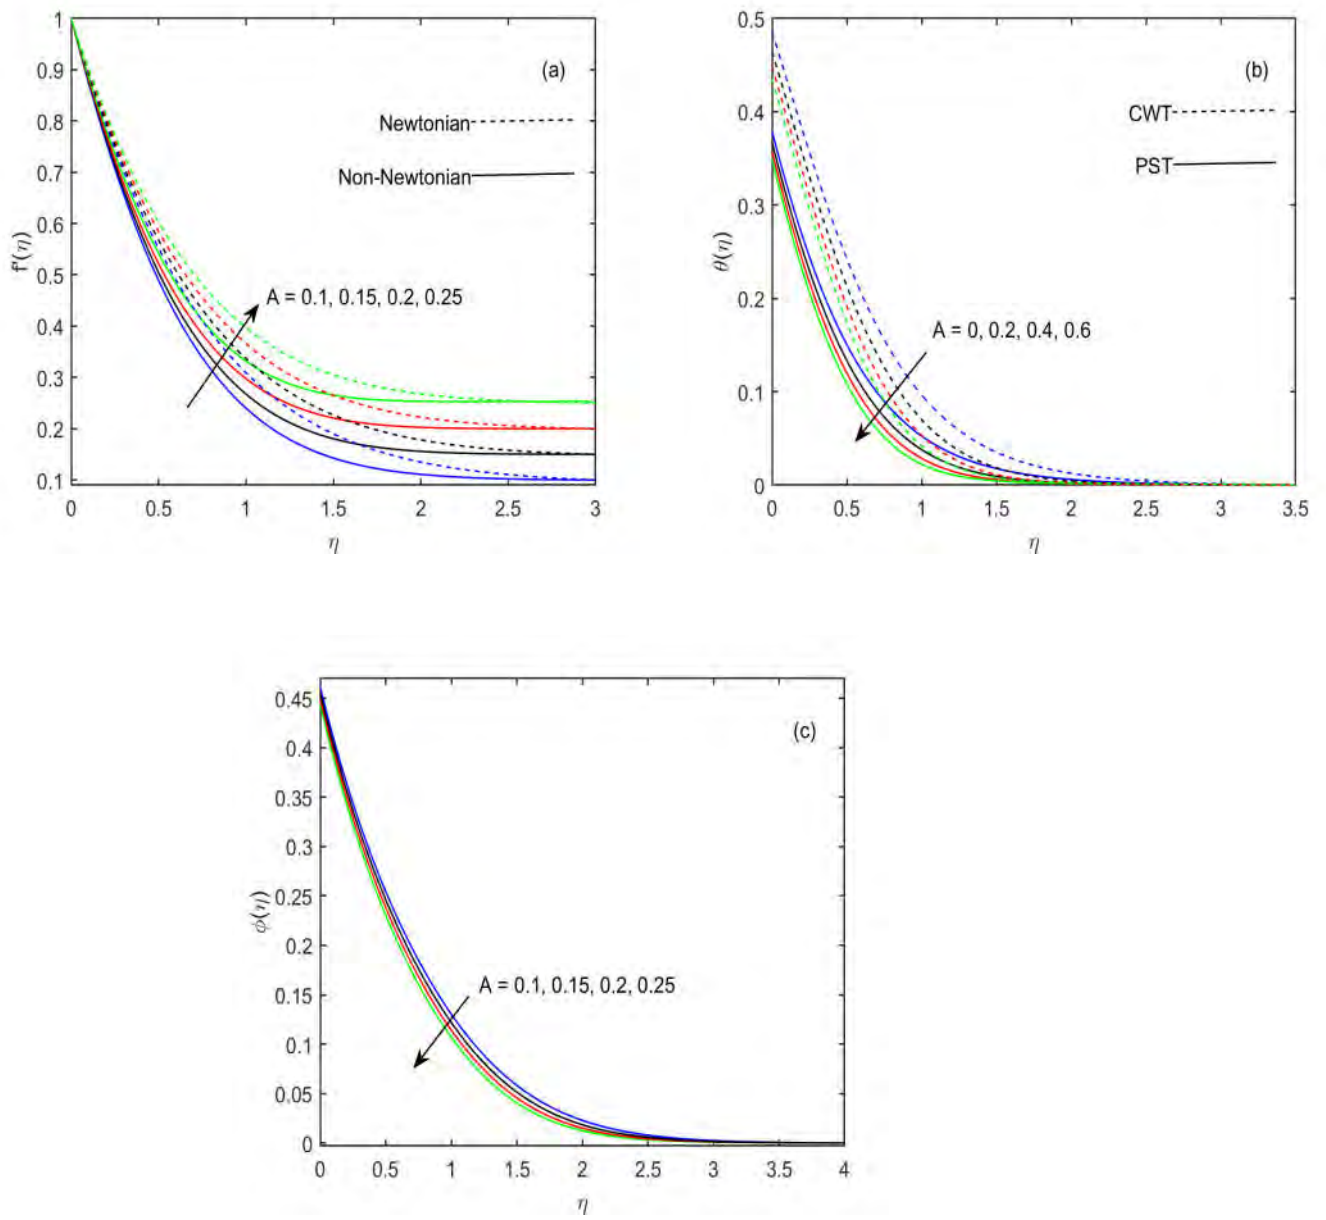 (a)
Newtonian
Non-Newtonian
A = 0.1, 0.15, 0.2, 0.25
f'(η)
1
0.9
0.8
0.7
0.6
0.5
0.4
0.3
0.2
0.1
0 0.5 1 1.5 2 2.5 3
η
(b)
CWT
PST
A = 0, 0.2, 0.4, 0.6
θ(η)
0.5
0.4
0.3
0.2
0.1
0
0 0.5 1 1.5 2 2.5 3 3.5
η
(c)
A = 0.1, 0.15, 0.2, 0.25
ϕ(η)
0.45
0.4
0.35
0.3
0.25
0.2
0.15
0.1
0.05
0
0 0.5 1 1.5 2 2.5 3 3.5 4
η